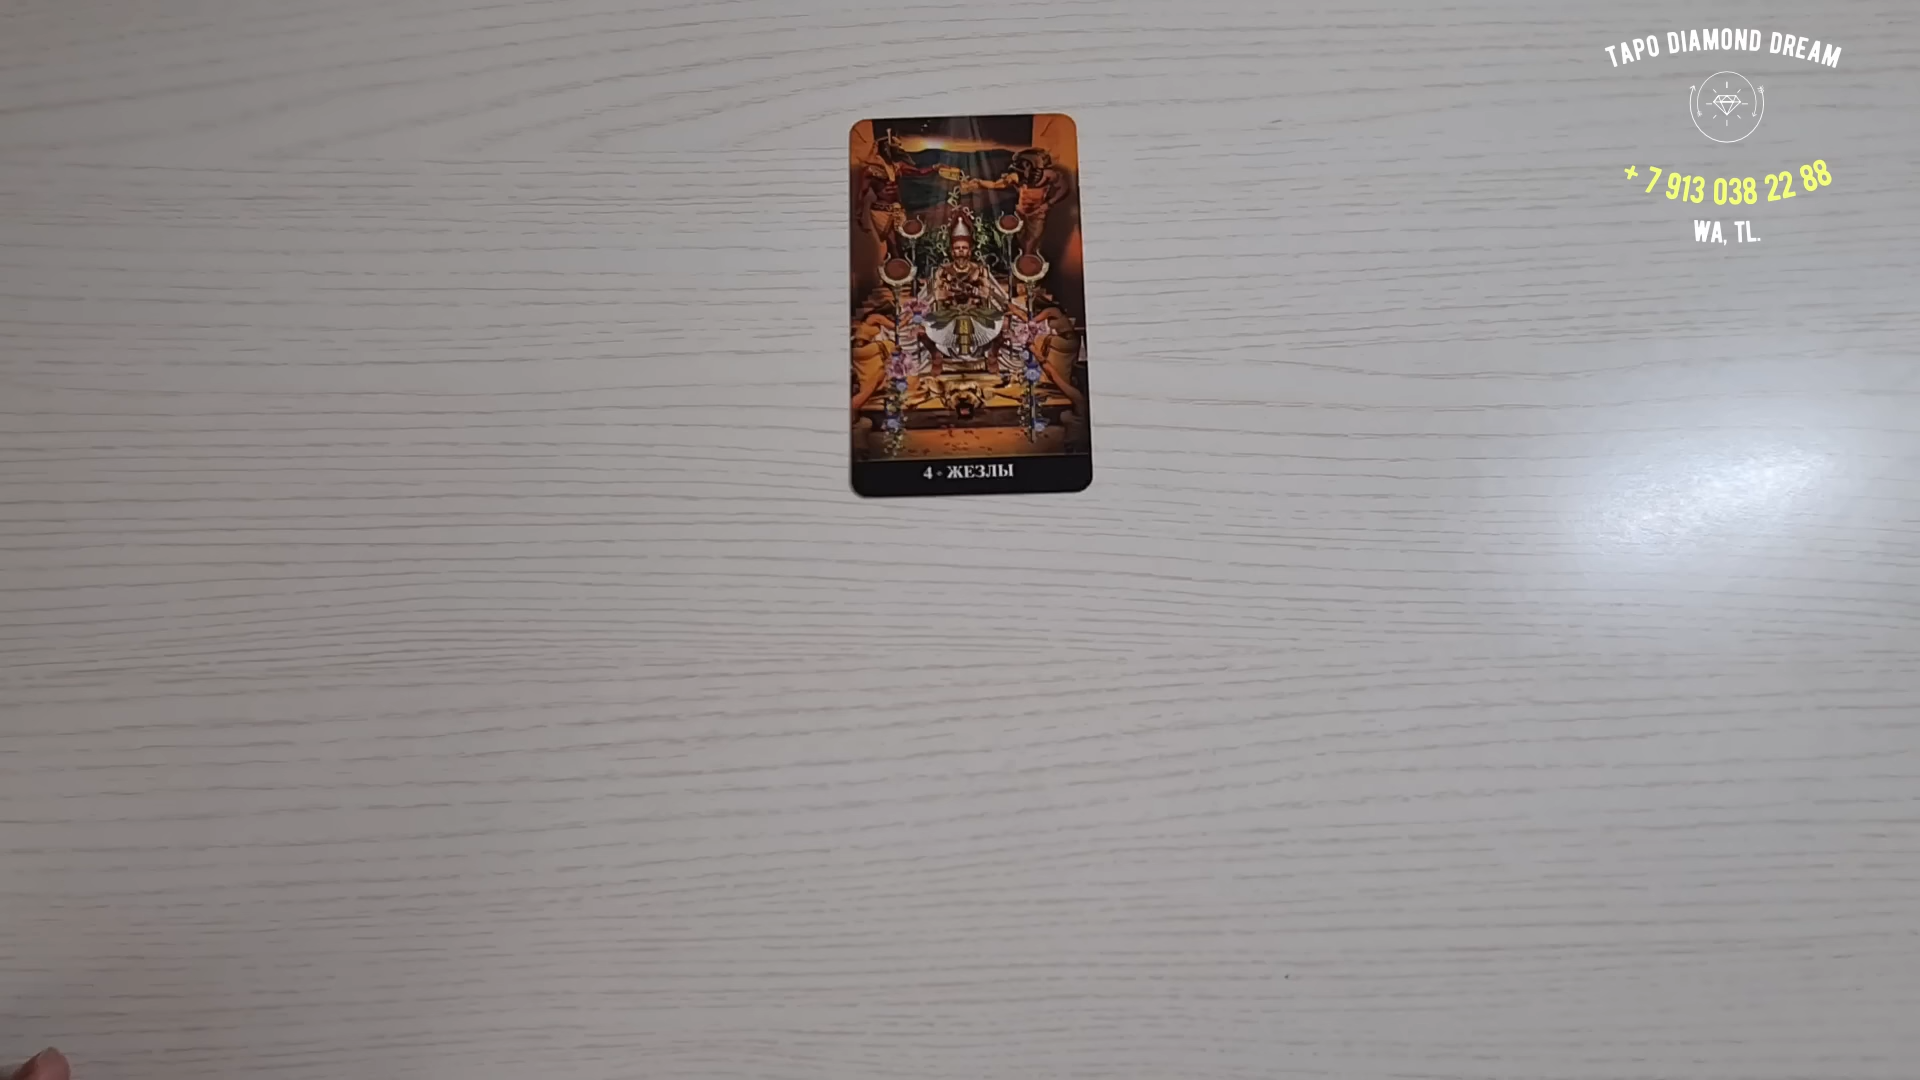 ТАРО DIAMOND DREAM
+ 7 913 038 22 88
WA, TL.
4 • ЖЕЗЛЫ